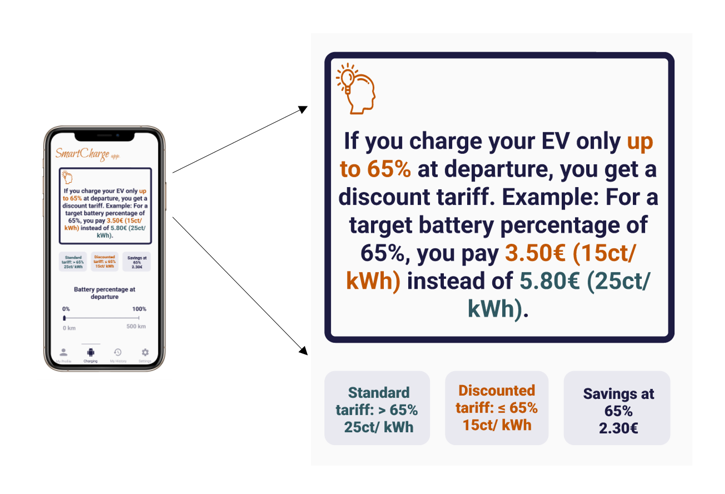 SmartCharge app
If you charge your EV only up
to 65% at departure, you get a
discount tariff. Example: For a
target battery percentage of
65%, you pay 3.50€ (15ct/
kWh) instead of 5.80€ (25ct/
kWh).
Standard
tariff: > 65%
25ct/ kWh
Discounted
tariff: ≤ 65%
15ct/ kWh
Savings at
65%
2.30€
Battery percentage at
departure
0% 100%
0 km 500 km
Charging
If you charge your EV only up
to 65% at departure, you get a
discount tariff. Example: For a
target battery percentage of
65%, you pay 3.50€ (15ct/
kWh) instead of 5.80€ (25ct/
kWh).
Standard
tariff: > 65%
25ct/ kWh
Discounted
tariff: ≤ 65%
15ct/ kWh
Savings at
65%
2.30€